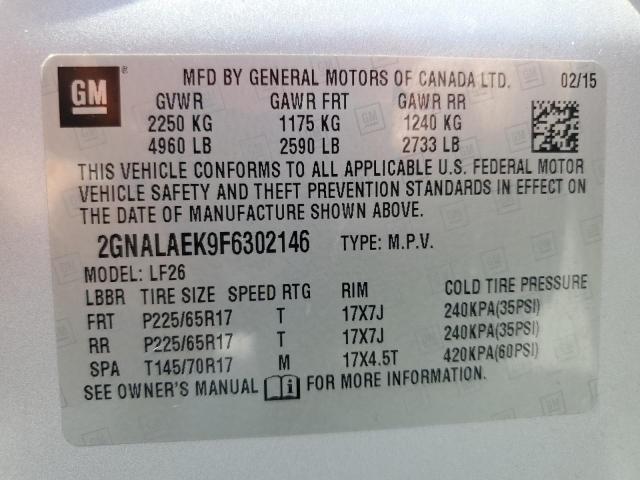 GM ® MFD BY GENERAL MOTORS OF CANADA LTD. 02/15
GVWR GAWR FRT GAWR RR
2250 KG 1175 KG 1240 KG
4960 LB 2590 LB 2733 LB
THIS VEHICLE CONFORMS TO ALL APPLICABLE U.S. FEDERAL MOTOR
VEHICLE SAFETY AND THEFT PREVENTION STANDARDS IN EFFECT ON
THE DATE OF MANUFACTURE SHOWN ABOVE.
2GNALAEK9F6302146 TYPE: M.P.V.
MODEL: LF26
LBBR TIRE SIZE SPEED RTG RIM COLD TIRE PRESSURE
FRT P225/65R17 T 17X7J 240KPA(35PSI)
RR P225/65R17 T 17X7J 240KPA(35PSI)
SPA T145/70R17 M 17X4.5T 420KPA(60PSI)
SEE OWNER'S MANUAL FOR MORE INFORMATION.